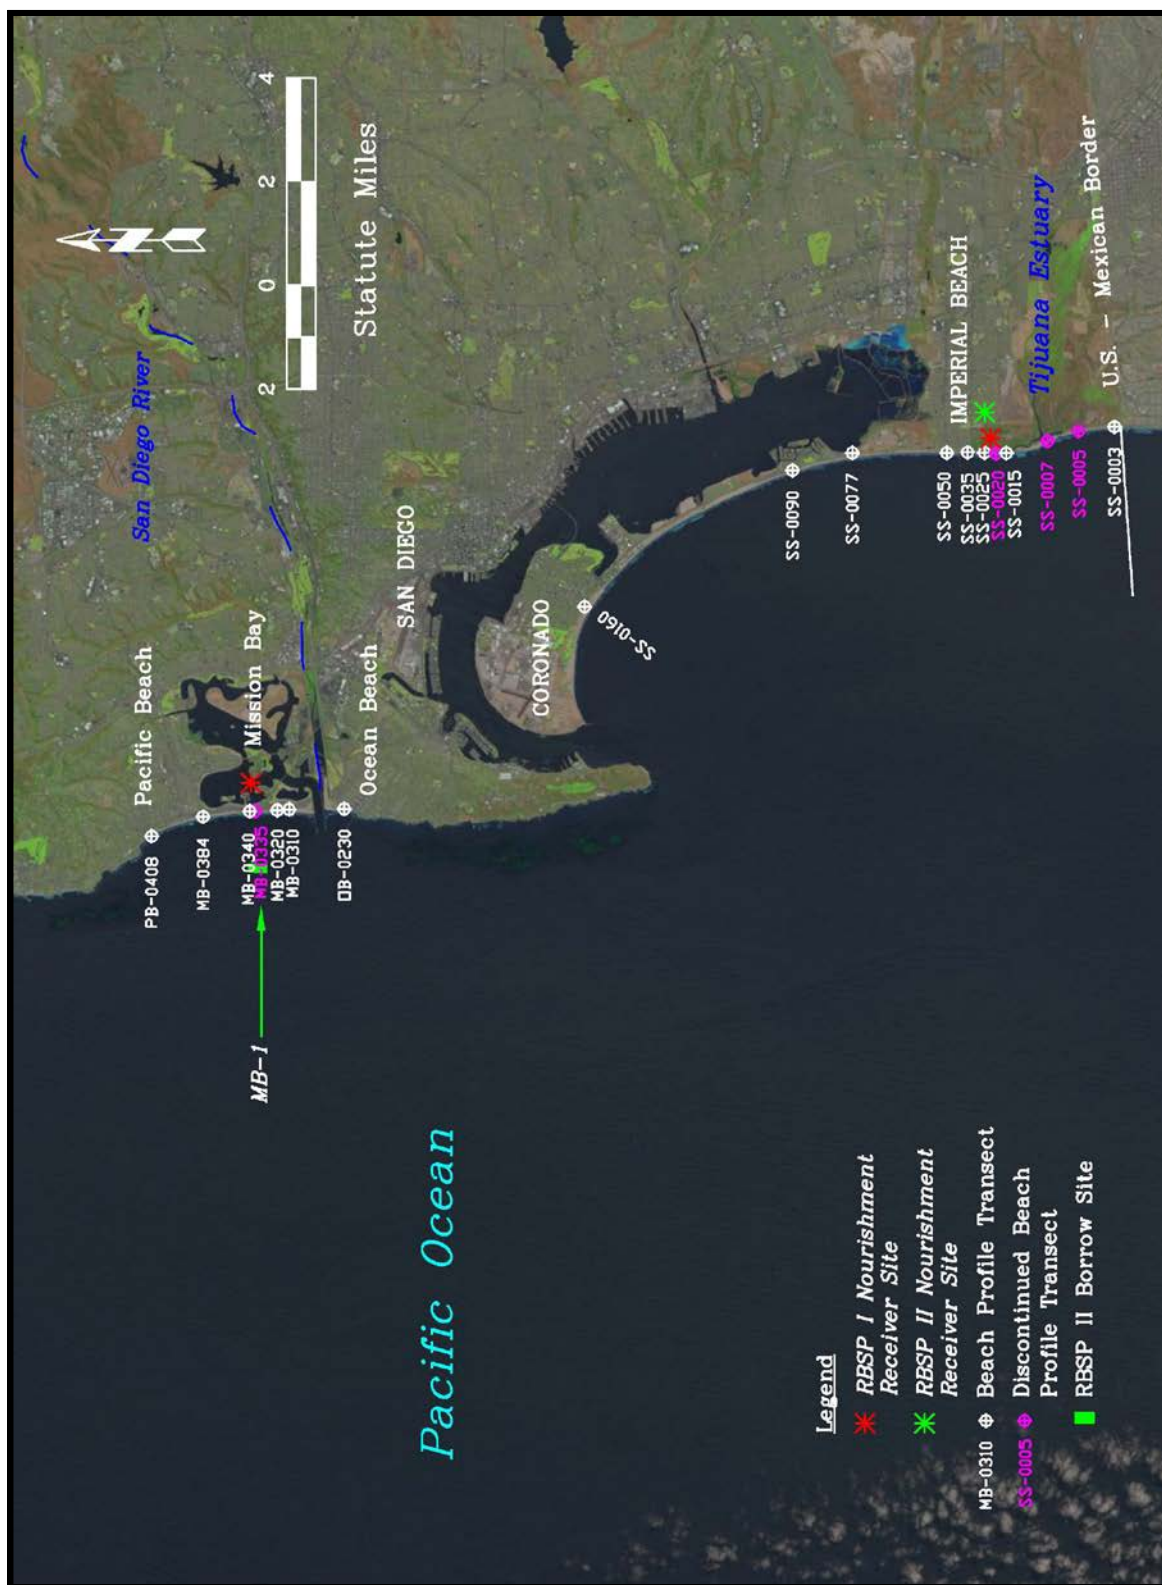 San Diego River
N
2 0 2 4
Statute Miles
Pacific Beach
PB-0408
MB-0384
Mission Bay
MB-0340
MB-0335
MB-0320
MB-0310
MB-1
OB-0230
Ocean Beach
SAN DIEGO
CORONADO
SS-0160
SS-0090
SS-0077
IMPERIAL BEACH
SS-0050
SS-0035
SS-0025
SS-0020
SS-0015
Tijuana Estuary
SS-0007
SS-0005
SS-0003
U.S. - Mexican Border
Pacific Ocean
Legend
RBSP I Nourishment
Receiver Site
RBSP II Nourishment
Receiver Site
MB-0310 Beach Profile Transect
SS-0005 Discontinued Beach
Profile Transect
RBSP II Borrow Site